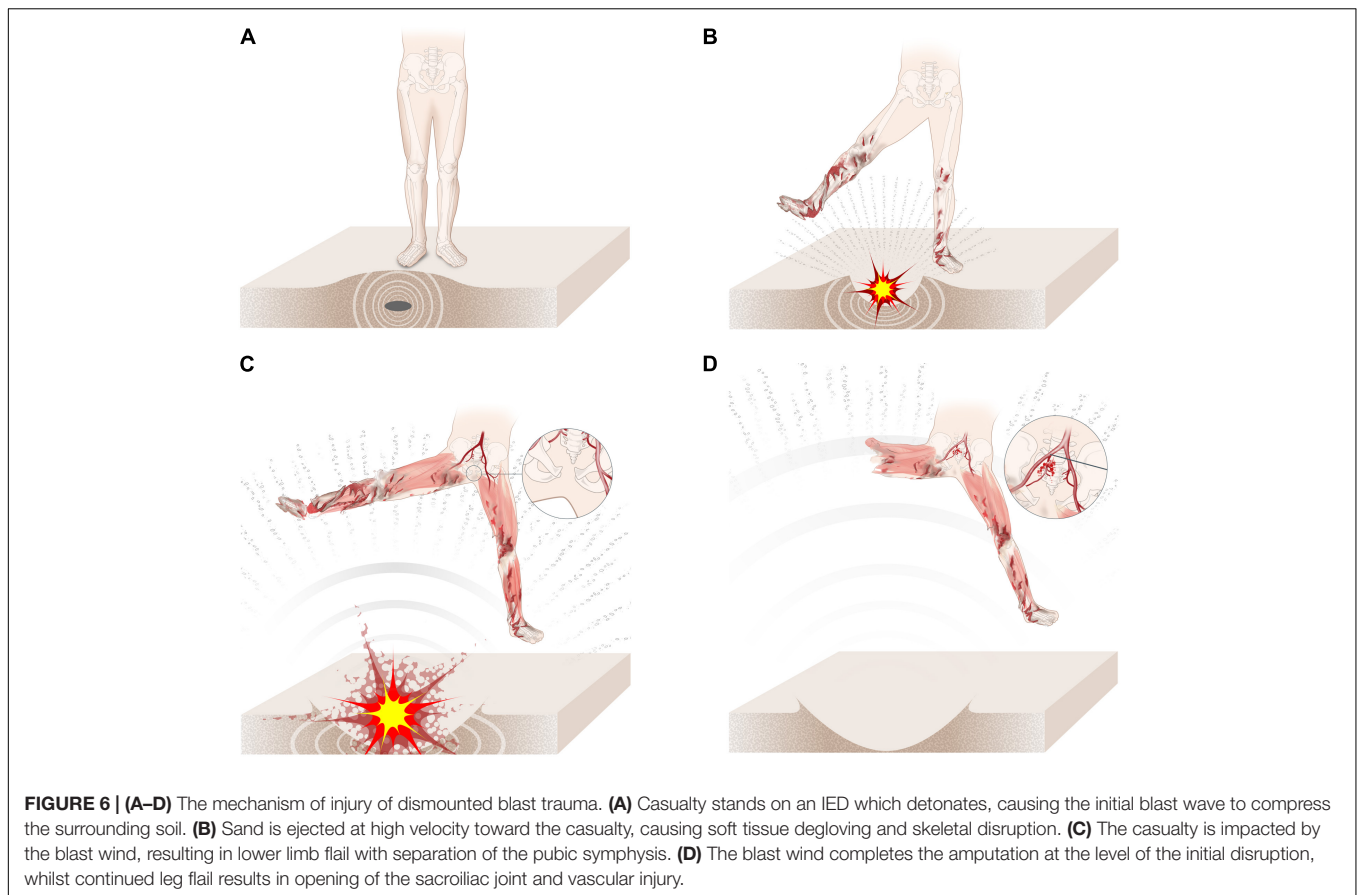 A
B
C
D
FIGURE 6 | (A–D) The mechanism of injury of dismounted blast trauma. (A) Casualty stands on an IED which detonates, causing the initial blast wave to compress
the surrounding soil. (B) Sand is ejected at high velocity toward the casualty, causing soft tissue degloving and skeletal disruption. (C) The casualty is impacted by
the blast wind, resulting in lower limb flail with separation of the pubic symphysis. (D) The blast wind completes the amputation at the level of the initial disruption,
whilst continued leg flail results in opening of the sacroiliac joint and vascular injury.